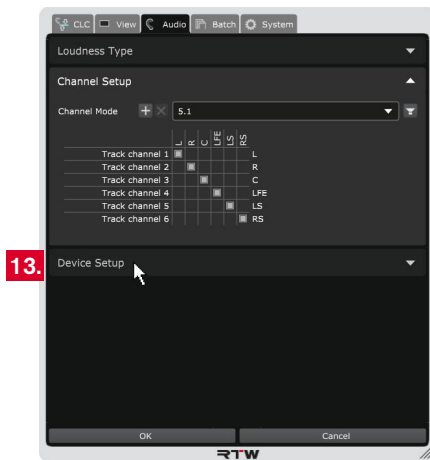 CLC View Audio Batch System
Loudness Type
Channel Setup
Channel Mode + × 5.1
L R C LFE LS RS
Track channel 1 L
Track channel 2 R
Track channel 3 C
Track channel 4 LFE
Track channel 5 LS
Track channel 6 RS
13. Device Setup
OK Cancel
RTW